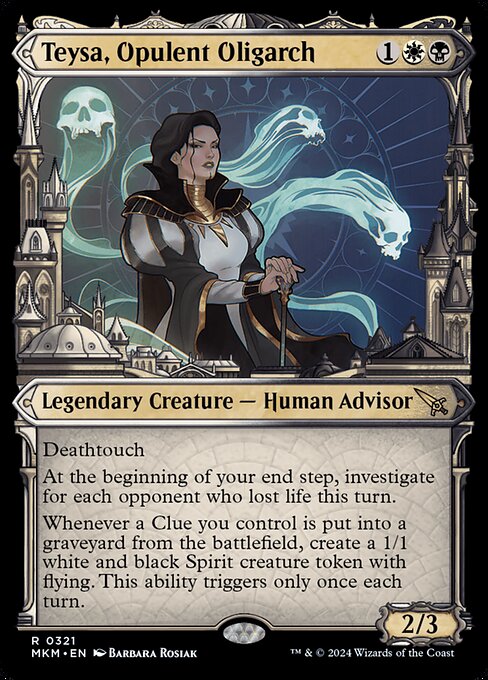 Teysa, Opulent Oligarch 1
Legendary Creature — Human Advisor
Deathtouch
At the beginning of your end step, investigate
for each opponent who lost life this turn.
Whenever a Clue you control is put into a
graveyard from the battlefield, create a 1/1
white and black Spirit creature token with
flying. This ability triggers only once each
turn.
2/3
R 0321
MKM • EN Barbara Rosiak
™ & © 2024 Wizards of the Coast